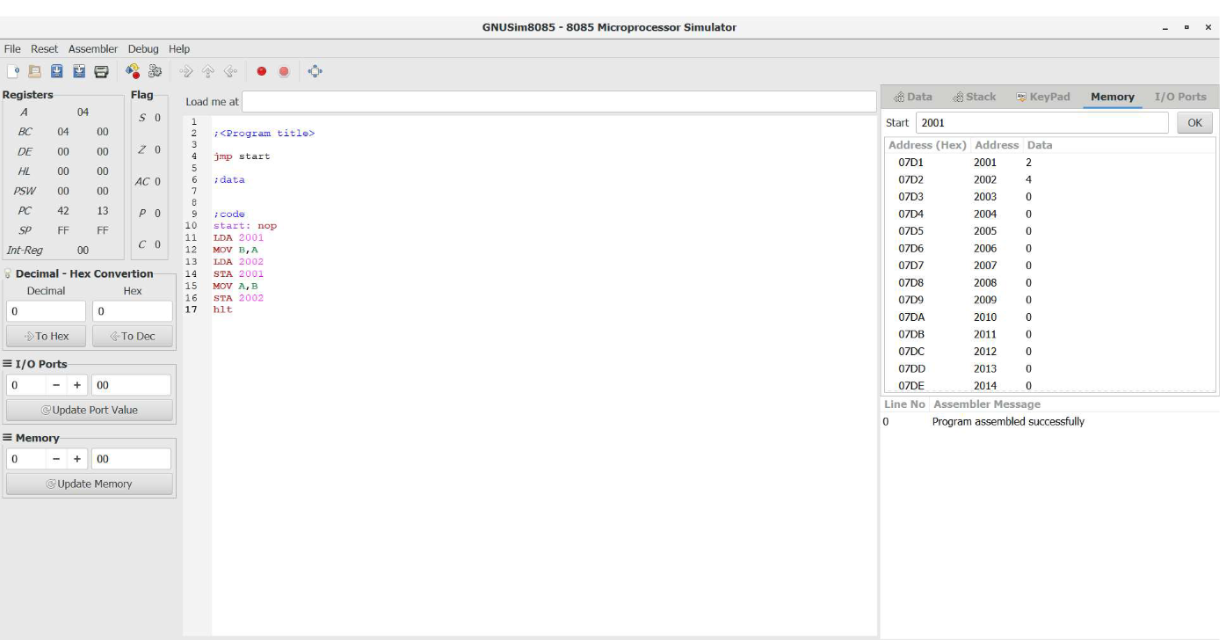 GNUSim8085 - 8085 Microprocessor Simulator
File Reset Assembler Debug Help
Registers
Flag
A 04
BC 04 00
DE 00 00
HL 00 00
PSW 00 00
PC 42 13
SP FF FF
Int-Reg 00
S 0
Z 0
AC 0
P 0
C 0
Decimal - Hex Convertion
Decimal Hex
0 0
To Hex To Dec
I/O Ports
0 - + 00
Update Port Value
Memory
0 - + 00
Update Memory
Load me at
1
2 ;<Program title>
3
4 jmp start
5
6 ;data
7
8
9 ;code
10 start: nop
11 LDA 2001
12 MOV B,A
13 LDA 2002
14 STA 2001
15 MOV A,B
16 STA 2002
17 hlt
Data Stack KeyPad Memory I/O Ports
Start 2001 OK
Address (Hex) Address Data
07D1 2001 2
07D2 2002 4
07D3 2003 0
07D4 2004 0
07D5 2005 0
07D6 2006 0
07D7 2007 0
07D8 2008 0
07D9 2009 0
07DA 2010 0
07DB 2011 0
07DC 2012 0
07DD 2013 0
07DE 2014 0
Line No Assembler Message
0 Program assembled successfully